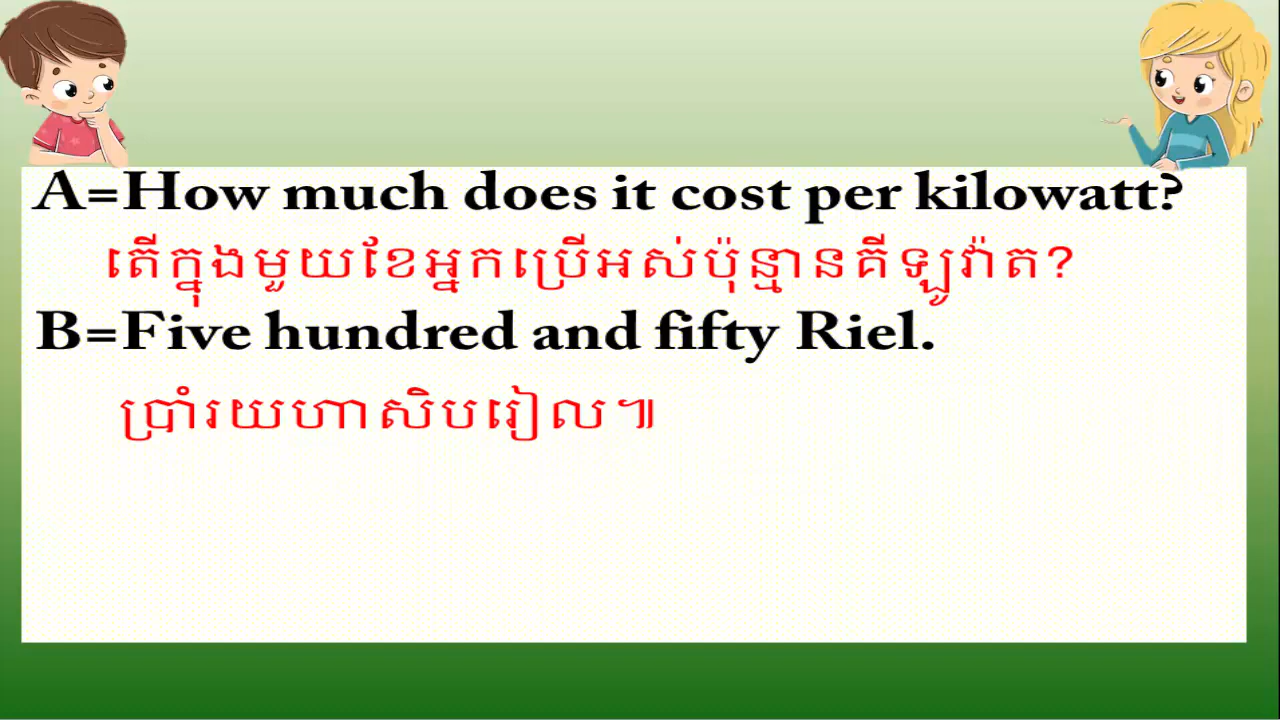 A=How much does it cost per kilowatt?
តើក្នុងមួយខែអ្នកប្រើអស់ប៉ុន្មានគីឡូវ៉ាត?
B=Five hundred and fifty Riel.
ប្រាំរយហាសិបរៀល៕